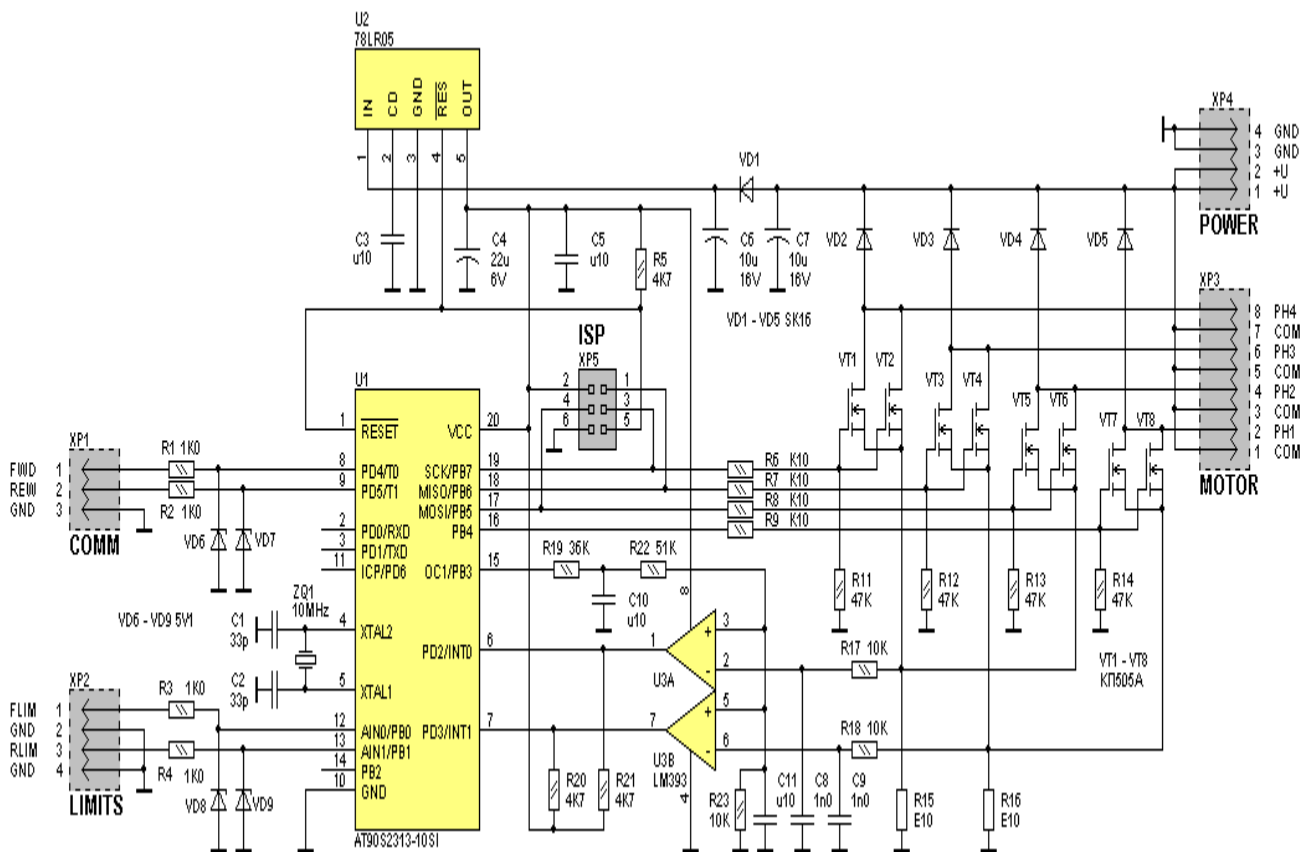 U2
78LR05
IN
CD
GND
RES
OUT
1
2
3
4
5
C3
u10
C4
22u
6V
C5
u10
R5
4K7
VD1
C6
10u
16V
C7
10u
16V
VD1 - VD5 SK16
VD2
VD3
VD4
VD5
XP4
4 GND
3 GND
2 +U
1 +U
POWER
XP3
8 PH4
7 COM
6 PH3
5 COM
4 PH2
3 COM
2 PH1
1 COM
MOTOR
ISP
XP5
2 1
4 3
6 5
VT1
VT2
VT3
VT4
VT5
VT6
VT7
VT8
XP1
FWD 1
REW 2
GND 3
COMM
R1 1K0
R2 1K0
VD6
VD7
VD6 - VD9 5V1
ZQ1
10MHz
C1
33p
C2
33p
XP2
FLIM 1
GND 2
RLIM 3
GND 4
LIMITS
R3 1K0
R4 1K0
VD8
VD9
U1
1 RESET
8 PD4/T0
9 PD5/T1
2 PD0/RXD
3 PD1/TXD
11 ICP/PD6
4 XTAL2
5 XTAL1
12 AIN0/PB0
13 AIN1/PB1
14 PB2
10 GND
VCC 20
SCK/PB7 19
MISO/PB6 18
MOSI/PB5 17
PB4 16
OC1/PB3 15
PD2/INT0 6
PD3/INT1 7
AT90S2313-10SI
R6 K10
R7 K10
R8 K10
R9 K10
R19 36K
R22 51K
C10
u10
R11
47K
R12
47K
R13
47K
R14
47K
8
1
+ 3
- 2
U3A
7
+ 5
- 6
U3B
LM393
4
R17 10K
R18 10K
VT1 - VT8
КП505А
R20
4K7
R21
4K7
R23
10K
C11
u10
C8
1n0
C9
1n0
R15
E10
R16
E10